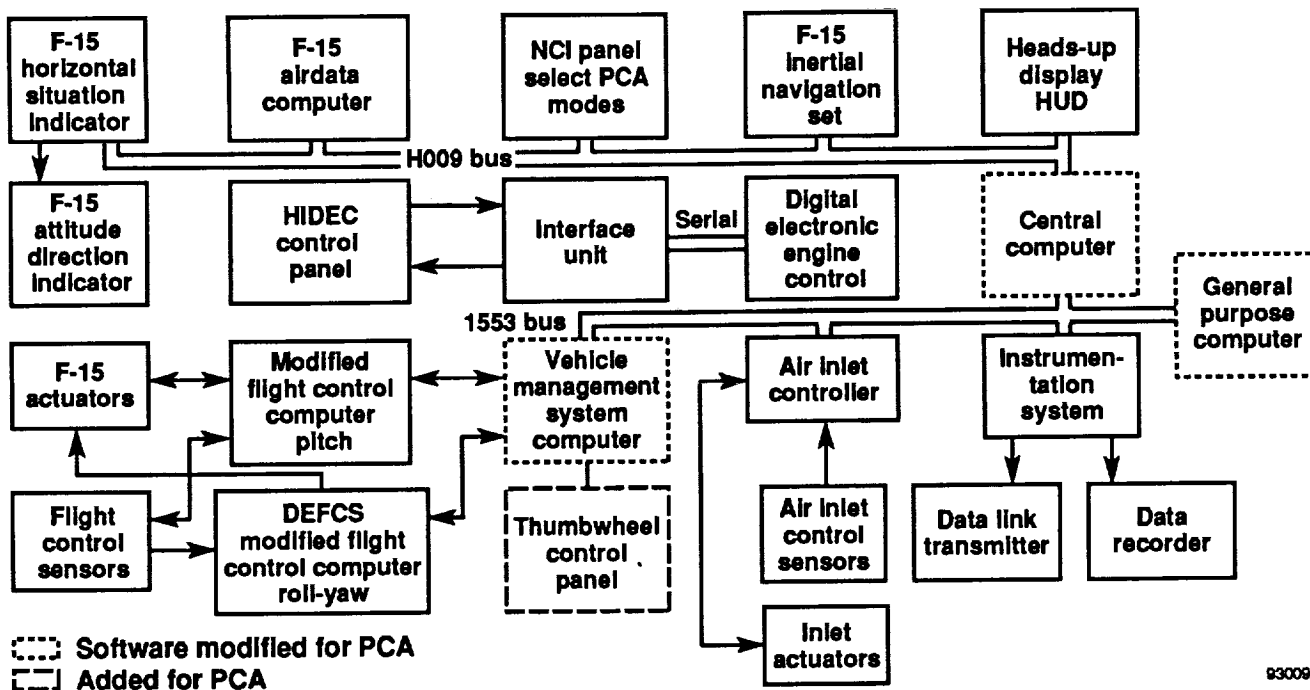 F-15
horizontal
situation
indicator
F-15
airdata
computer
NCI panel
select PCA
modes
F-15
inertial
navigation
set
Heads-up
display
HUD
H009 bus
F-15
attitude
direction
indicator
HIDEC
control
panel
Interface
unit
Serial
Digital
electronic
engine
control
Central
computer
General
purpose
computer
1553 bus
F-15
actuators
Modified
flight control
computer
pitch
Vehicle
management
system
computer
Air inlet
controller
Instrumen-
tation
system
Flight
control
sensors
DEFCS
modified flight
control computer
roll-yaw
Thumbwheel
control
panel
Air inlet
control
sensors
Data link
transmitter
Data
recorder
Inlet
actuators
Software modified for PCA
Added for PCA
93009